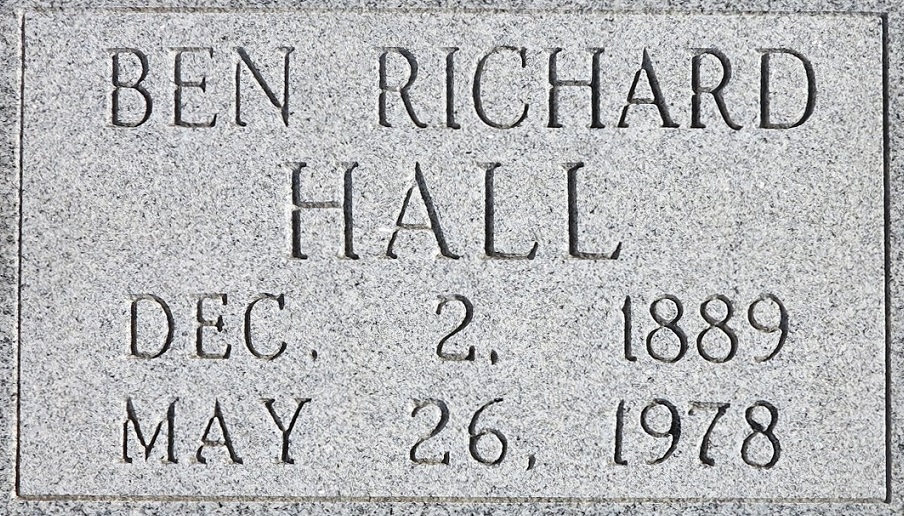 BEN RICHARD
HALL
DEC. 2, 1889
MAY 26, 1978